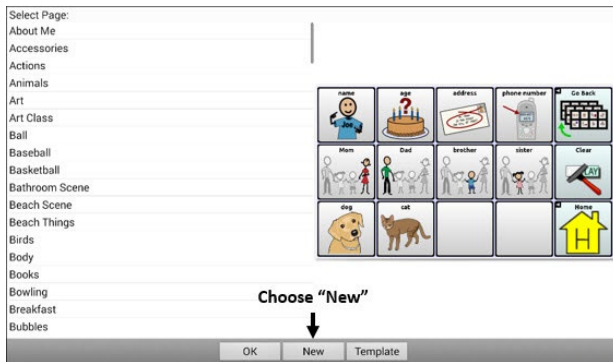 Select Page:
About Me
Accessories
Actions
Animals
Art
Art Class
Ball
Baseball
Basketball
Bathroom Scene
Beach Scene
Beach Things
Birds
Body
Books
Bowling
Breakfast
Bubbles
name age address phone number Go Back
Joe
Mom Dad brother sister Clear
dog cat Home
H
Choose “New”
OK New Template